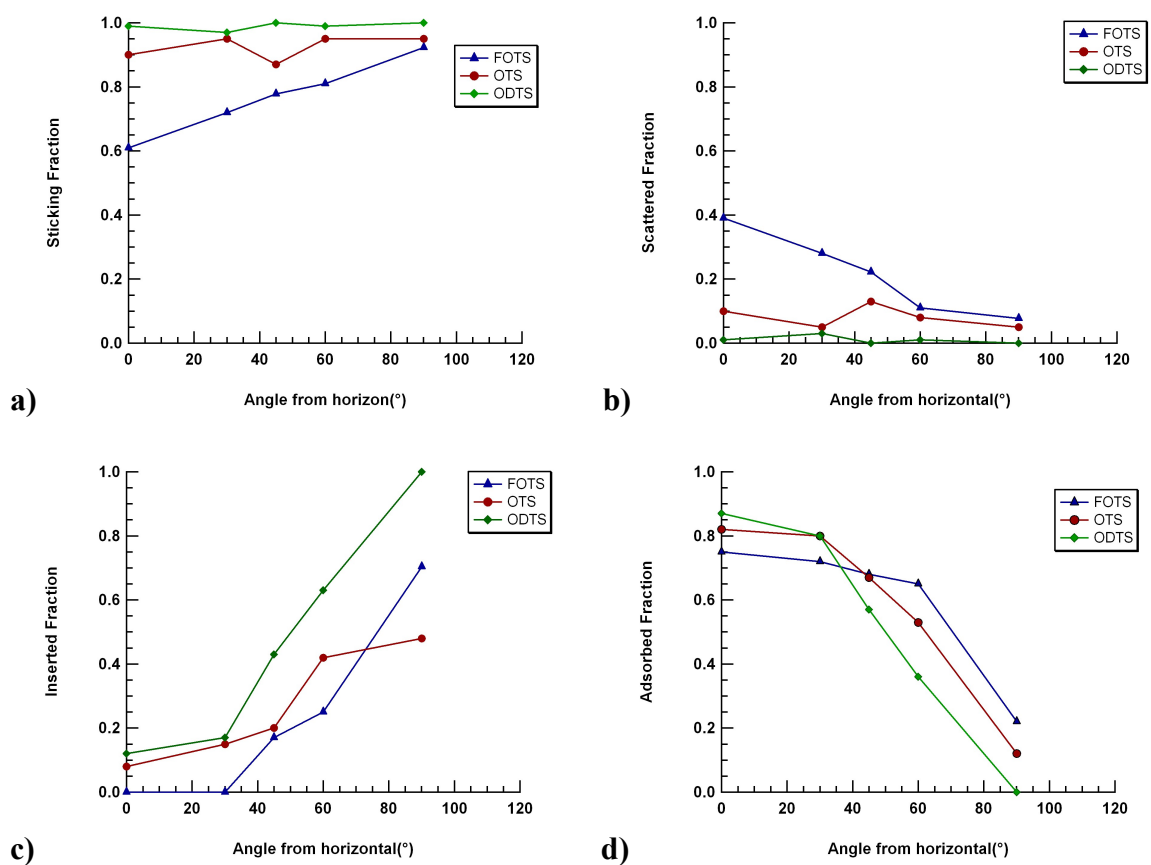 1.0
0.8
0.6
0.4
0.2
0.0
Sticking Fraction
0 20 40 60 80 100 120
Angle from horizon(°)
FOTS
OTS
ODTS
a)
1.0
0.8
0.6
0.4
0.2
0.0
Scattered Fraction
0 20 40 60 80 100 120
Angle from horizontal(°)
FOTS
OTS
ODTS
b)
1.0
0.8
0.6
0.4
0.2
0.0
Inserted Fraction
0 20 40 60 80 100 120
Angle from horizontal(°)
FOTS
OTS
ODTS
c)
1.0
0.8
0.6
0.4
0.2
0.0
Adsorbed Fraction
0 20 40 60 80 100 120
Angle from horizontal(°)
FOTS
OTS
ODTS
d)